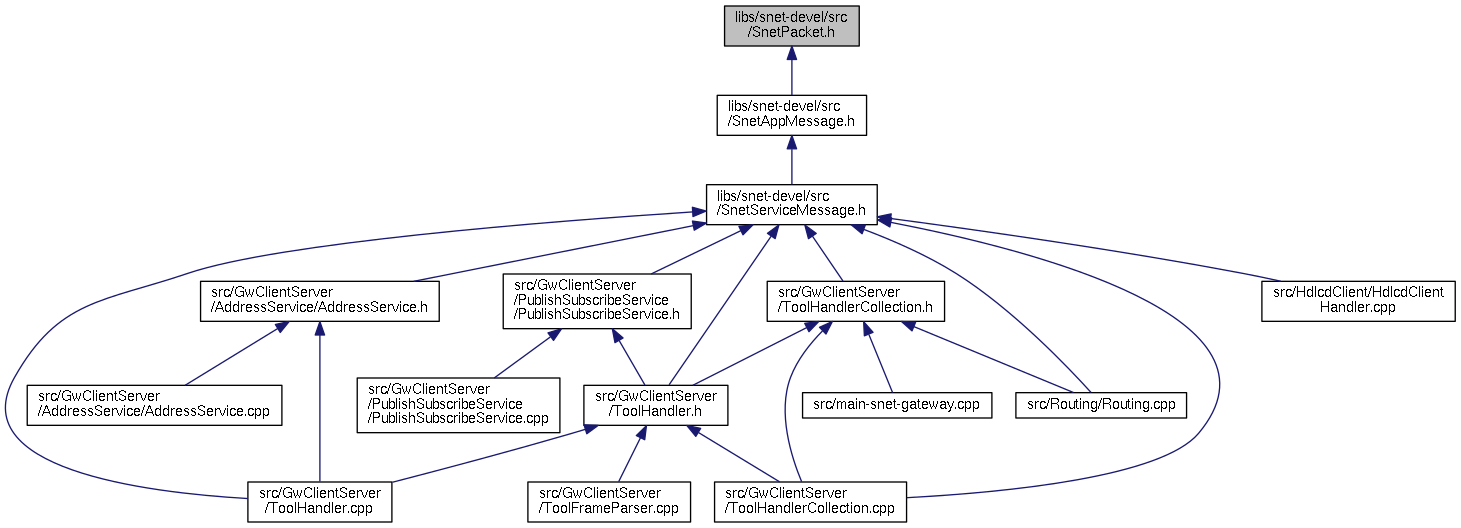 libs/snet-devel/src
/SnetPacket.h
libs/snet-devel/src
/SnetAppMessage.h
libs/snet-devel/src
/SnetServiceMessage.h
src/GwClientServer
/AddressService/AddressService.h
src/GwClientServer
/PublishSubscribeService
/PublishSubscribeService.h
src/GwClientServer
/ToolHandlerCollection.h
src/HdlcdClient/HdlcdClient
Handler.cpp
src/GwClientServer
/AddressService/AddressService.cpp
src/GwClientServer
/PublishSubscribeService
/PublishSubscribeService.cpp
src/GwClientServer
/ToolHandler.h
src/main-snet-gateway.cpp
src/Routing/Routing.cpp
src/GwClientServer
/ToolHandler.cpp
src/GwClientServer
/ToolFrameParser.cpp
src/GwClientServer
/ToolHandlerCollection.cpp